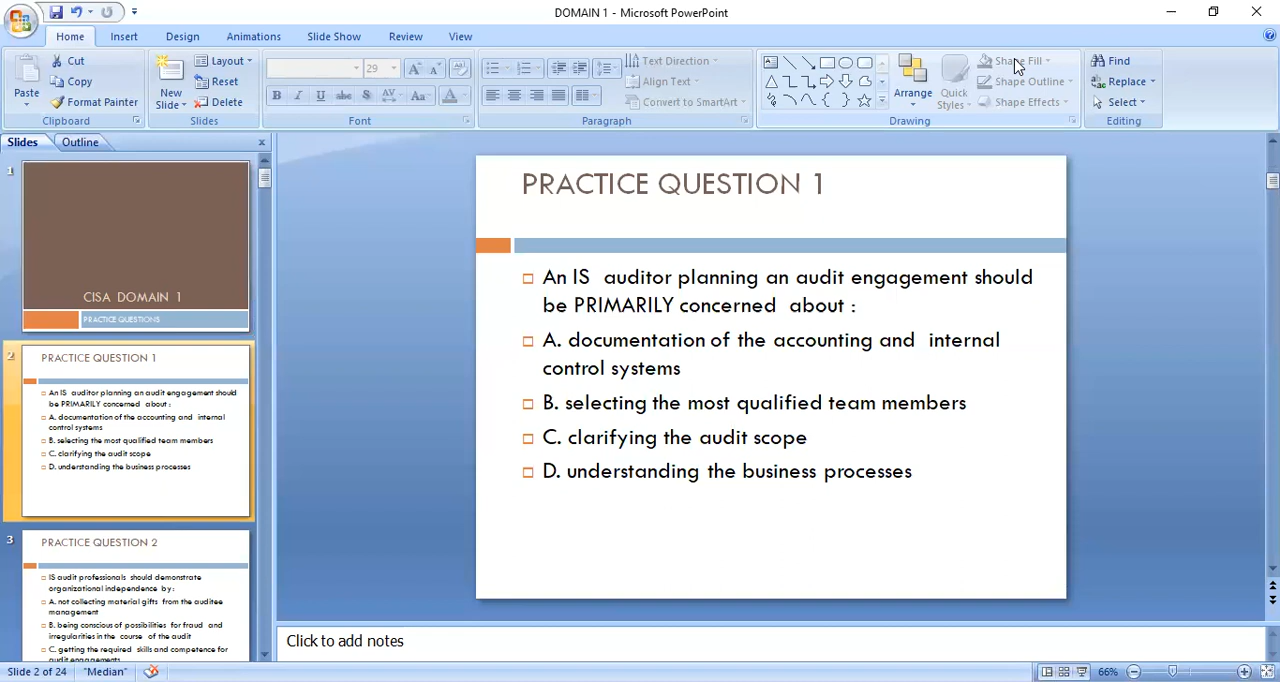 DOMAIN 1 - Microsoft PowerPoint
Home Insert Design Animations Slide Show Review View
Paste
Cut
Copy
Format Painter
Clipboard
New
Slide
Layout
Reset
Delete
Slides
29
B I U abe S AV Aa A
Font
Text Direction
Align Text
Convert to SmartArt
Paragraph
Arrange
Quick
Styles
Shape Fill
Shape Outline
Shape Effects
Drawing
Find
Replace
Select
Editing
Slides Outline
1
CISA DOMAIN 1
PRACTICE QUESTIONS
2
PRACTICE QUESTION 1
An IS auditor planning an audit engagement should
be PRIMARILY concerned about :
A. documentation of the accounting and internal
control systems
B. selecting the most qualified team members
C. clarifying the audit scope
D. understanding the business processes
3
PRACTICE QUESTION 2
IS audit professionals should demonstrate
organizational independence by:
A. not collecting material gifts from the auditee
management
B. being conscious of possibilities for fraud and
irregularities in the course of the audit
C. getting the required skills and competence for
audit engagements
PRACTICE QUESTION 1
An IS auditor planning an audit engagement should
be PRIMARILY concerned about :
A. documentation of the accounting and internal
control systems
B. selecting the most qualified team members
C. clarifying the audit scope
D. understanding the business processes
Click to add notes
Slide 2 of 24 "Median" 66%